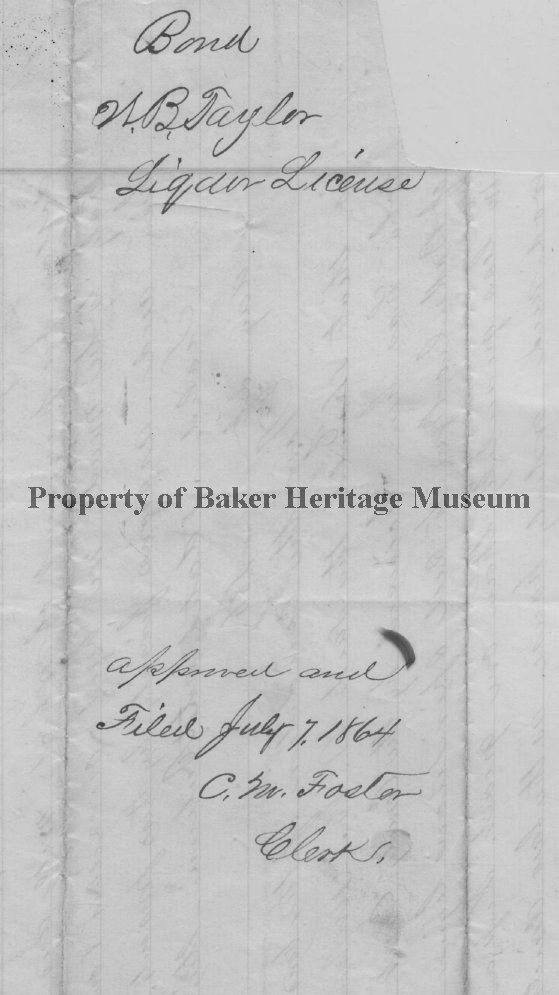 Bond
W. B. Taylor
Liquor License
Property of Baker Heritage Museum
approved and
Filed July 7, 1864
C. M. Foster
Clerk.